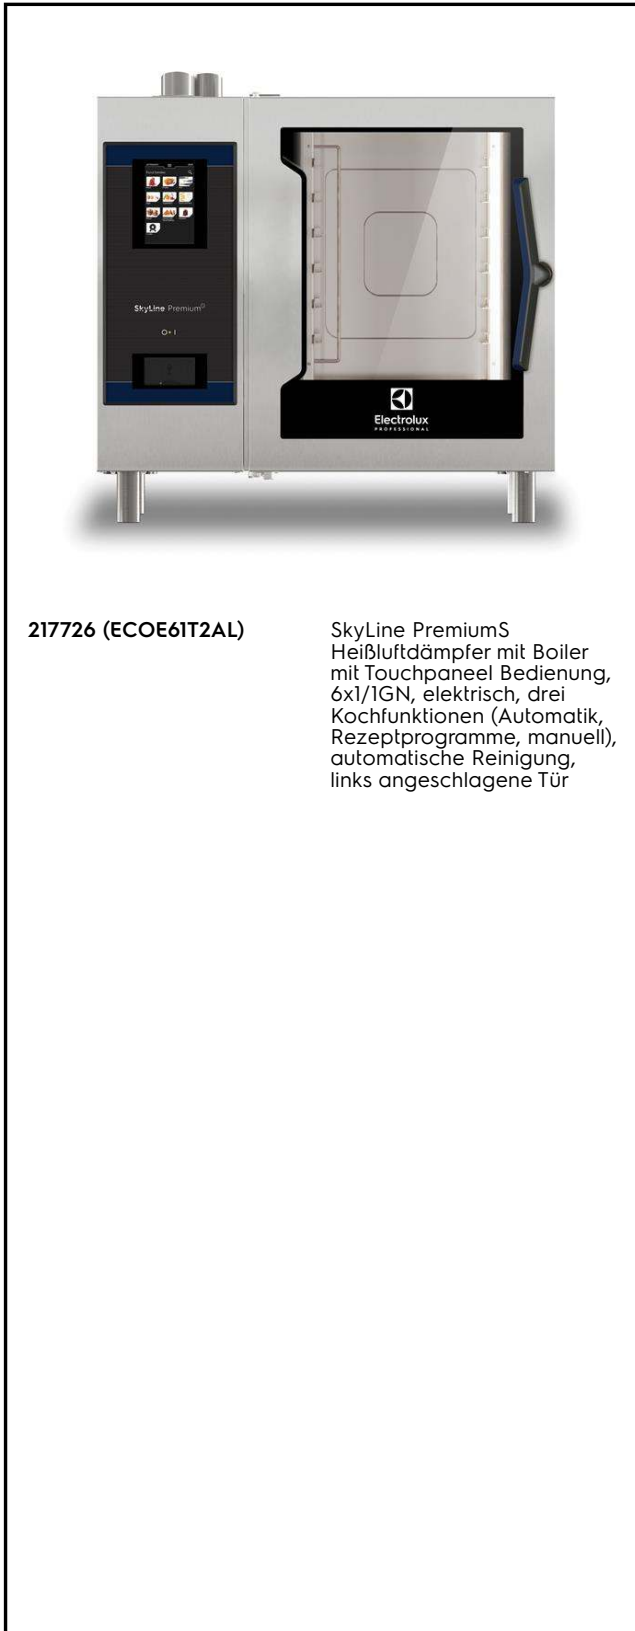 SkyLine PremiumS
Electrolux
PROFESSIONAL
217726 (ECOE61T2AL)
SkyLine PremiumS
Heißluftdämpfer mit Boiler
mit Touchpaneel Bedienung,
6x1/1GN, elektrisch, drei
Kochfunktionen (Automatik,
Rezeptprogramme, manuell),
automatische Reinigung,
links angeschlagene Tür